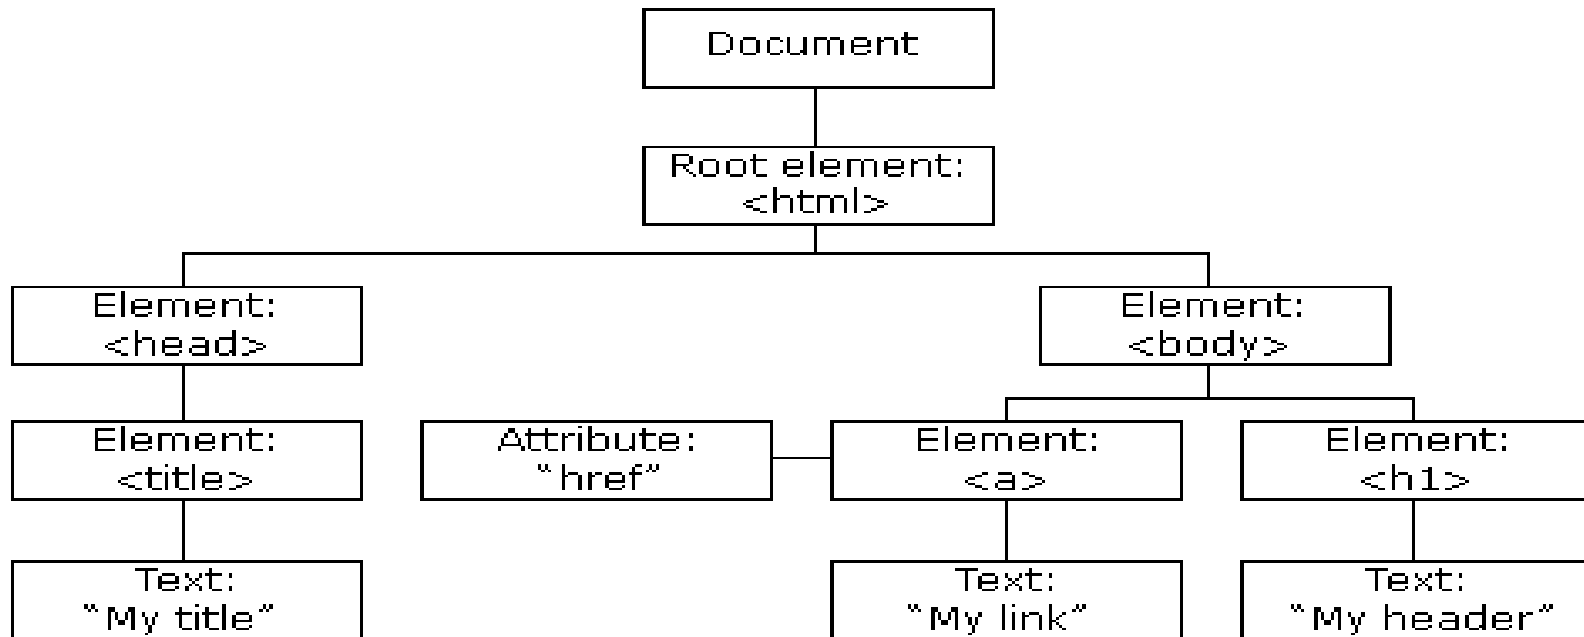 Document
Root element:
<html>
Element:
<head>
Element:
<body>
Element:
<title>
Attribute:
“href”
Element:
<a>
Element:
<h1>
Text:
“My title”
Text:
“My link”
Text:
“My header”